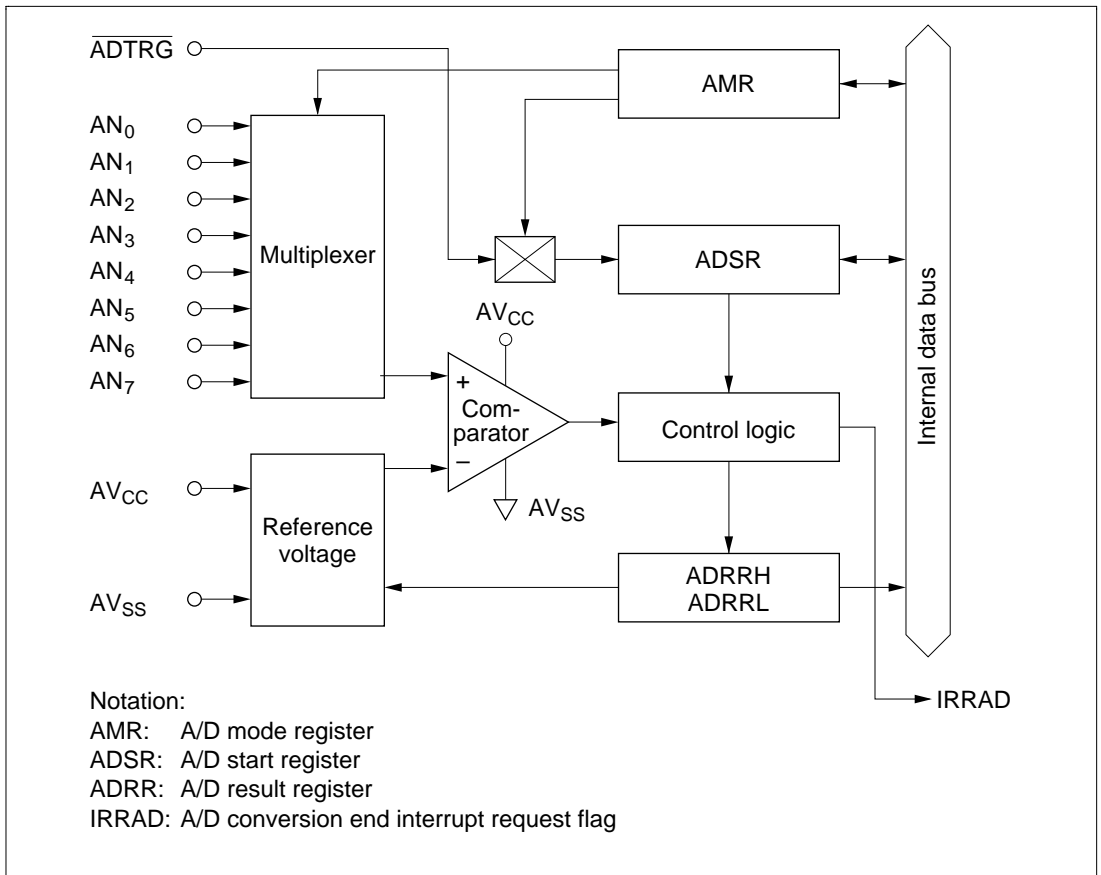 ADTRG
AMR
AN0
AN1
AN2
AN3
AN4
AN5
AN6
AN7
Multiplexer
ADSR
Internal data bus
AVCC
+
Com-
parator
−
AVSS
Control logic
AVCC
AVSS
Reference
voltage
ADRRH
ADRRL
IRRAD
Notation:
AMR: A/D mode register
ADSR: A/D start register
ADRR: A/D result register
IRRAD: A/D conversion end interrupt request flag